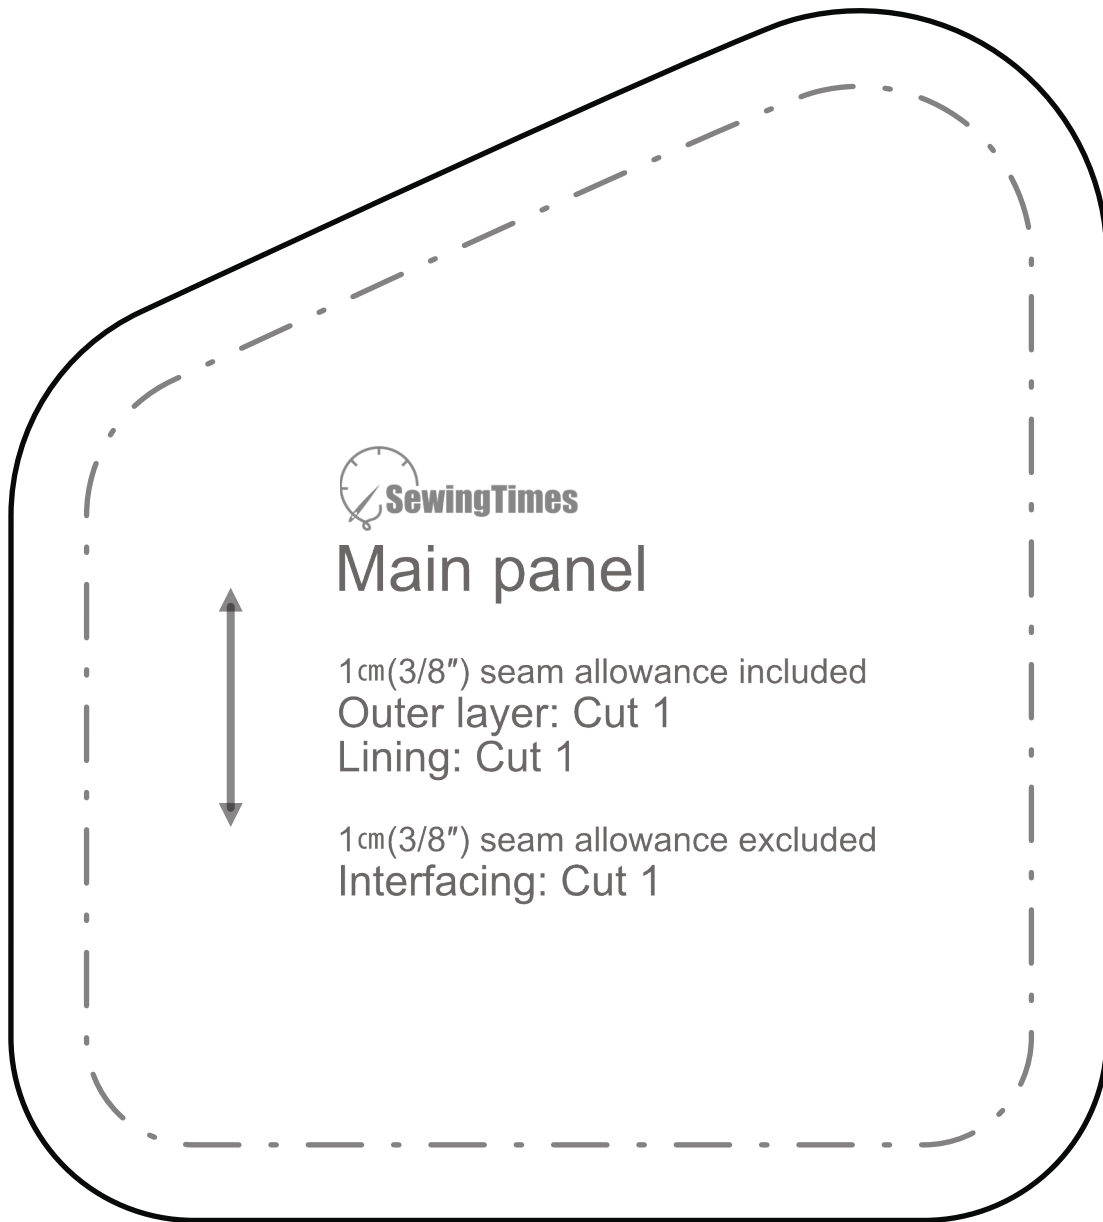 SewingTimes
Main panel
1㎝(3/8″) seam allowance included
Outer layer: Cut 1
Lining: Cut 1
1㎝(3/8″) seam allowance excluded
Interfacing: Cut 1